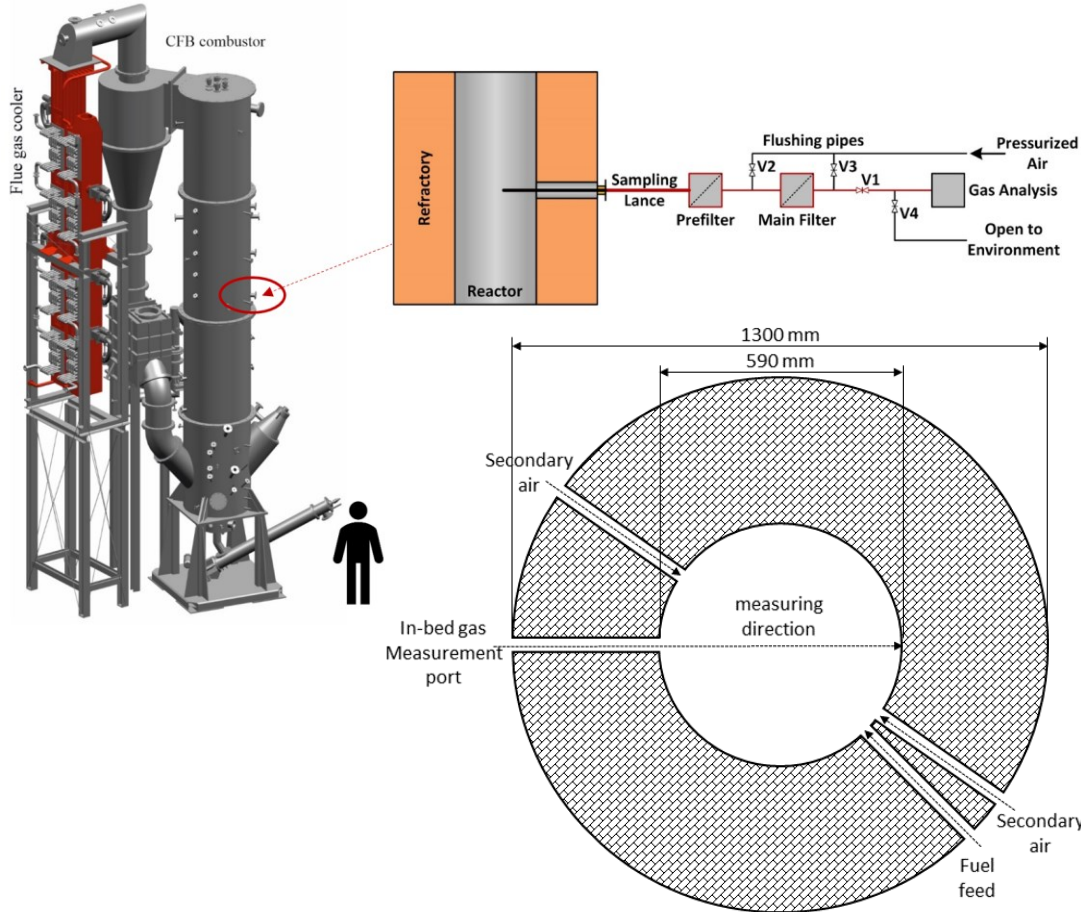 CFB combustor
Flue gas cooler
Refractory
Reactor
Sampling
Lance
Prefilter
Flushing pipes
V2
V3
V1
Main Filter
V4
Pressurized
Air
Gas Analysis
Open to
Environment
1300 mm
590 mm
Secondary
air
measuring
direction
In-bed gas
Measurement
port
Secondary
air
Fuel
feed